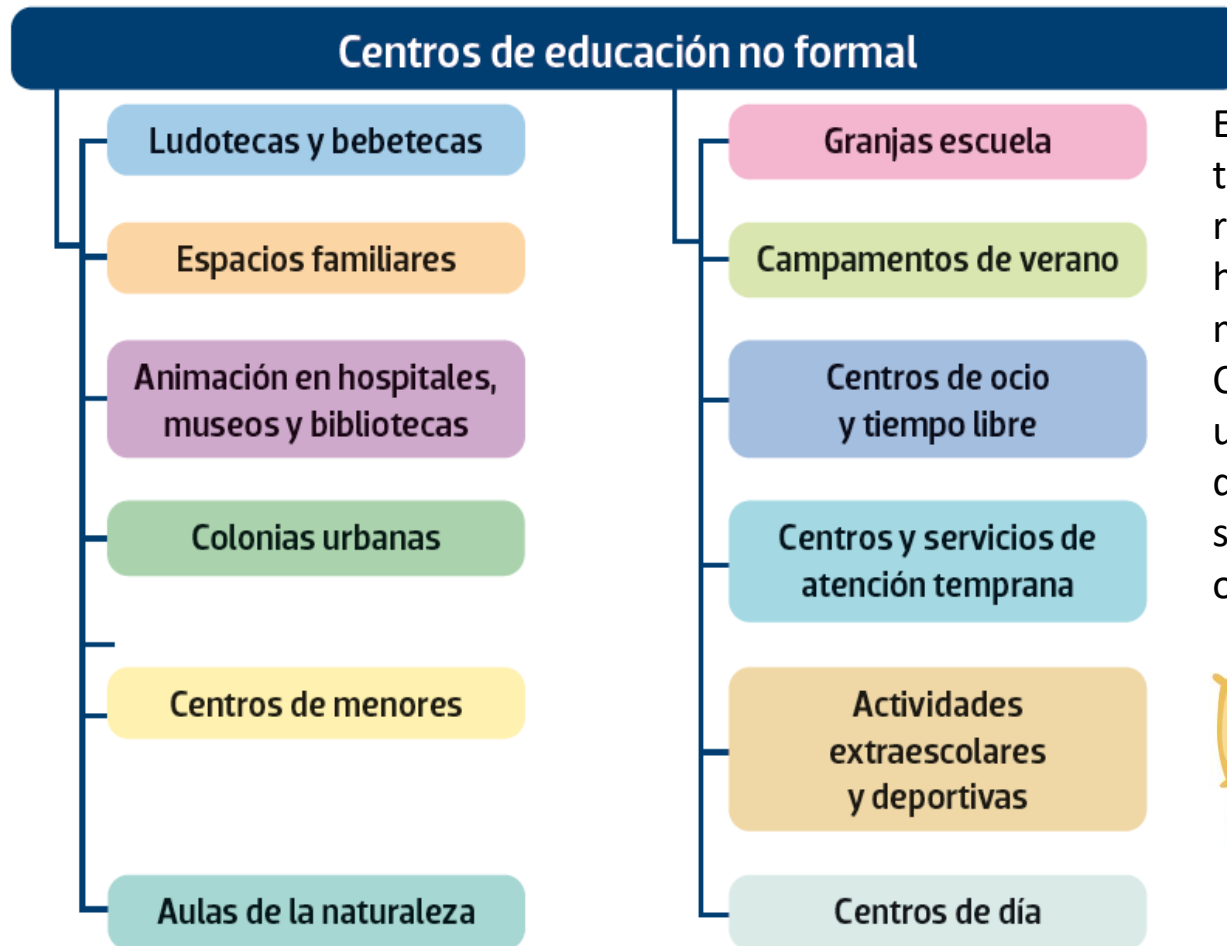 Centros de educación no formal
Ludotecas y bebetecas
Espacios familiares
Animación en hospitales,
museos y bibliotecas
Colonias urbanas
Centros de menores
Aulas de la naturaleza
Granjas escuela
Campamentos de verano
Centros de ocio
y tiempo libre
Centros y servicios de
atención temprana
Actividades
extraescolares
y deportivas
Centros de día